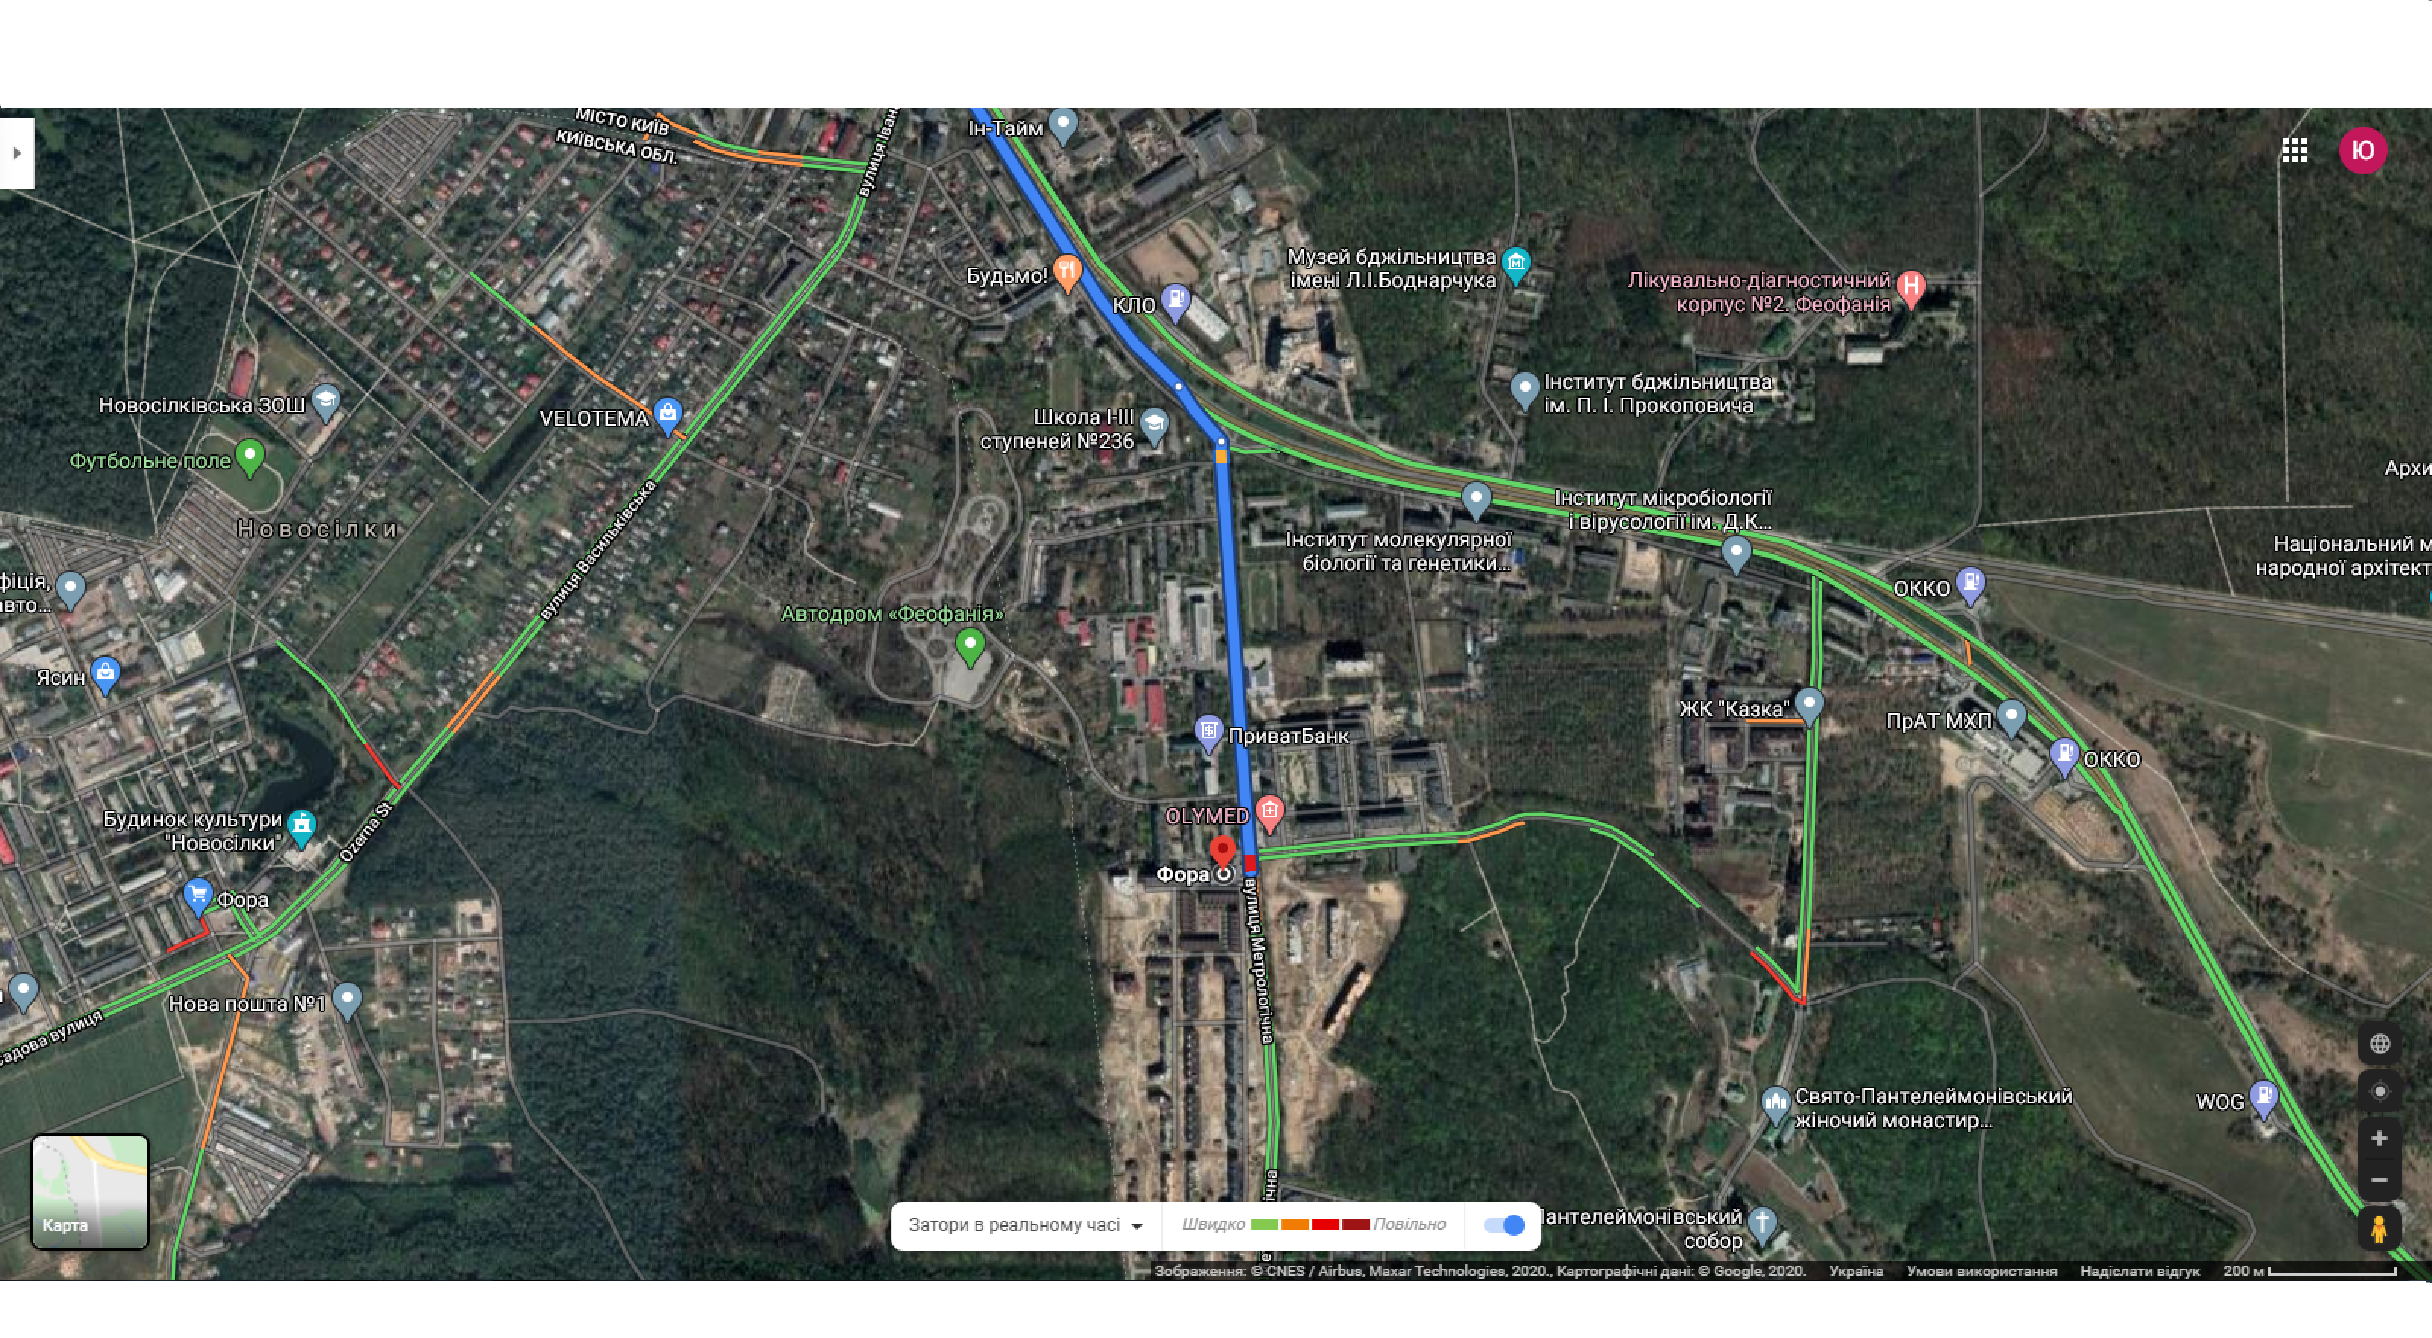 МІСТО КИЇВ
КИЇВСЬКА ОБЛ.
вулиця Іван
Ін-Тайм
Ю
Будьмо!
КЛО
Музей бджільництва
імені Л.І.Боднарчука
Лікувально-діагностичний
корпус №2. Феофанія
Новосілківська ЗОШ
VELOTEMA
Школа І-ІІІ
ступеней №236
Інститут бджільництва
ім. П. І. Прокоповича
Футбольне поле
Новосілки
вулиця Васильківська
Архи
Інститут мікробіології
і вірусології ім. Д.К...
Інститут молекулярної
біології та генетики...
Національний м
народної архітект
фіція,
авто...
ОККО
Автодром «Феофанія»
Ясин
ЖК "Казка"
ПрАТ МХП
ПриватБанк
ОККО
OLYMED
Будинок культури
"Новосілки"
Ozerna St
Фора
Фора
вулиця Метрологічна
Нова пошта №1
садова вулиця
Свято-Пантелеймонівський
жіночий монастир...
WOG
Карта
Затори в реальному часі
Швидко
Повільно
Пантелеймонівський
собор
Зображення: © CNES / Airbus, Maxar Technologies, 2020., Картографічні дані: © Google, 2020.
Україна
Умови використання
Надіслати відгук
200 м